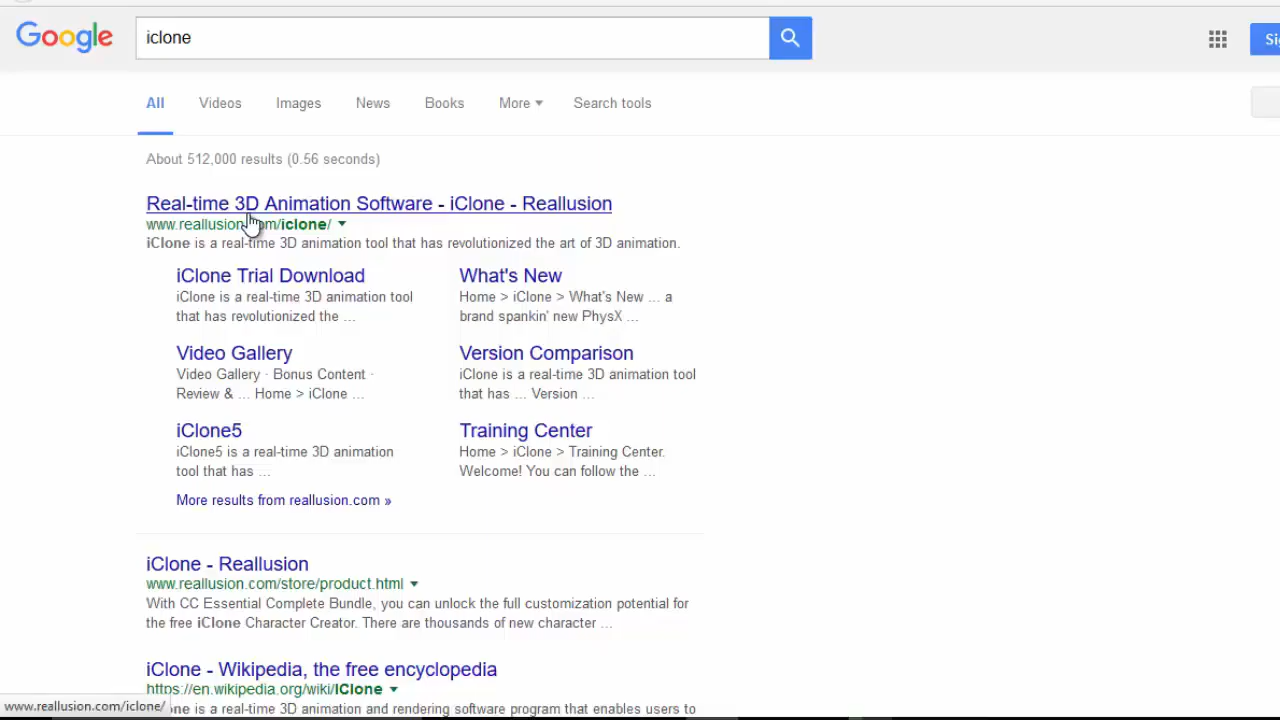 Google
iclone
Si
All Videos Images News Books More Search tools
About 512,000 results (0.56 seconds)
Real-time 3D Animation Software - iClone - Reallusion
www.reallusion.com/iclone/
iClone is a real-time 3D animation tool that has revolutionized the art of 3D animation.
iClone Trial Download
iClone is a real-time 3D animation tool
that has revolutionized the ...
What's New
Home > iClone > What's New ... a
brand spankin' new PhysX ...
Video Gallery
Video Gallery · Bonus Content ·
Review & ... Home > iClone ...
Version Comparison
iClone is a real-time 3D animation tool
that has ... Version ...
iClone5
iClone5 is a real-time 3D animation
tool that has ...
Training Center
Home > iClone > Training Center.
Welcome! You can follow the ...
More results from reallusion.com »
iClone - Reallusion
www.reallusion.com/store/product.html
With CC Essential Complete Bundle, you can unlock the full customization potential for
the free iClone Character Creator. There are thousands of new character ...
iClone - Wikipedia, the free encyclopedia
https://en.wikipedia.org/wiki/IClone
is a real-time 3D animation and rendering software program that enables users to
www.reallusion.com/iclone/